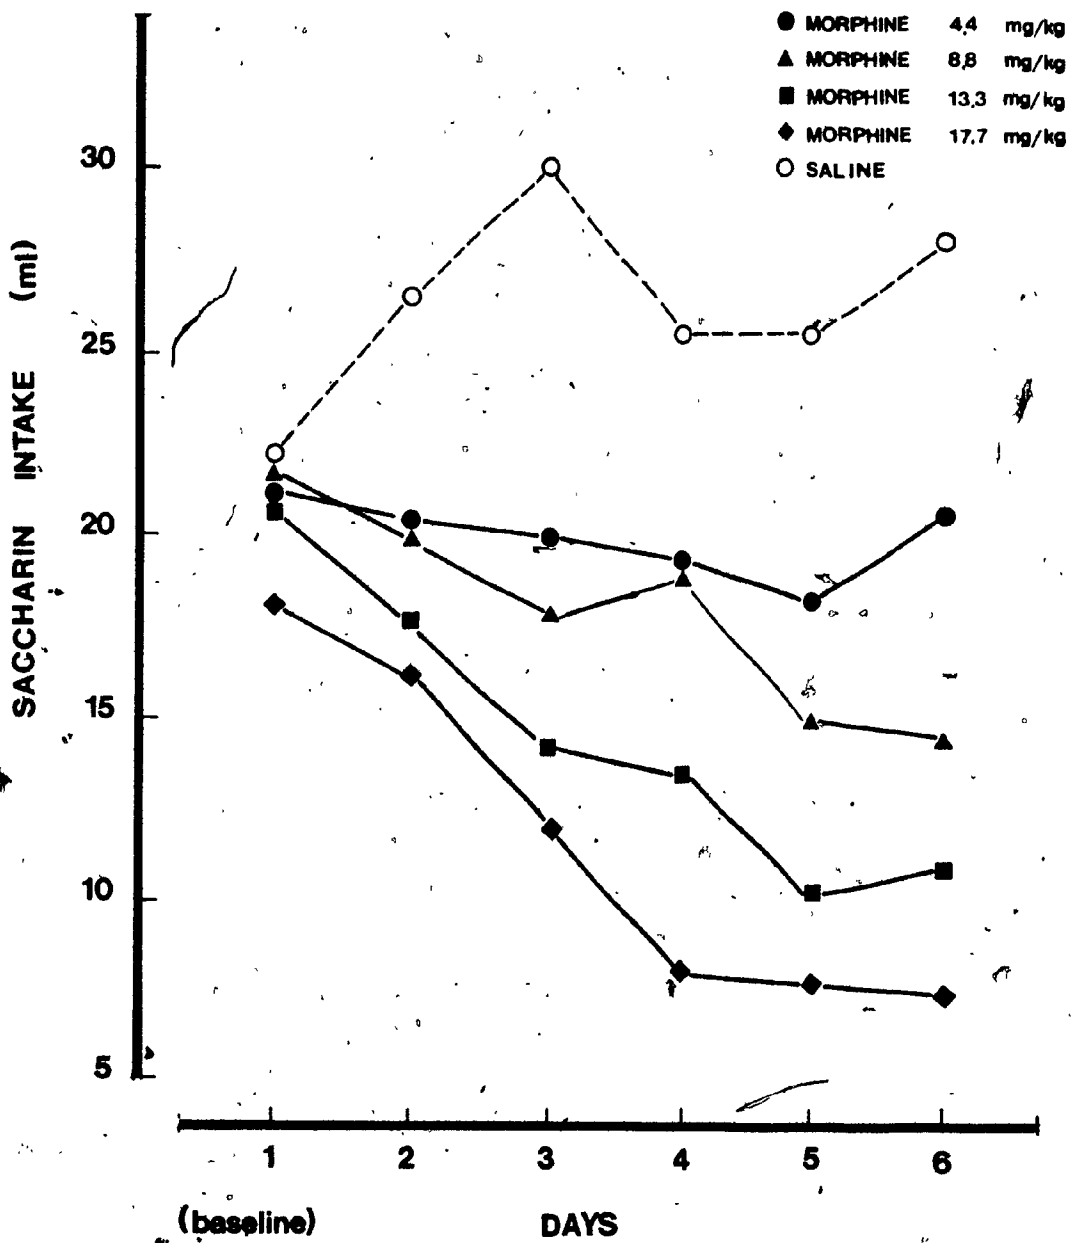 MORPHINE 4,4 mg/kg
MORPHINE 8,8 mg/kg
MORPHINE 13,3 mg/kg
MORPHINE 17,7 mg/kg
SALINE
30
25
20
15
10
5
SACCHARIN INTAKE (ml)
1 2 3 4 5 6
(baseline) DAYS